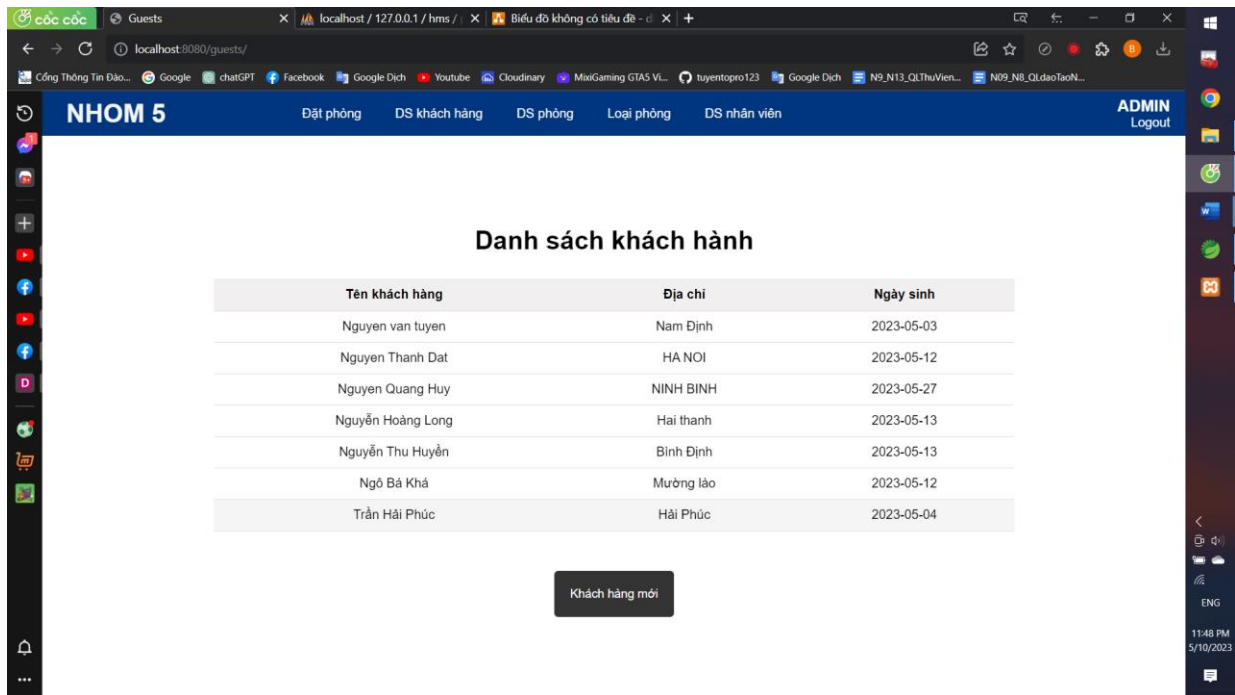 cốc cốc Guests localhost / 127.0.0.1 / hms / Biểu đồ không có tiêu đề - d
localhost:8080/guests/
Cổng Thông Tin Đào... Google chatGPT Facebook Google Dịch Youtube Cloudinary MixiGaming GTA5 Vi... tuyentopro123 Google Dịch N9_N13_QLThuVien... N09_N8_QLdaoTaoN...
NHOM 5 Đặt phòng DS khách hàng DS phòng Loại phòng DS nhân viên ADMIN
Logout
Danh sách khách hành
Tên khách hàng Địa chỉ Ngày sinh
Nguyen van tuyen Nam Định 2023-05-03
Nguyen Thanh Dat HA NOI 2023-05-12
Nguyen Quang Huy NINH BINH 2023-05-27
Nguyễn Hoàng Long Hai thanh 2023-05-13
Nguyễn Thu Huyền Bình Định 2023-05-13
Ngô Bá Khá Mường lào 2023-05-12
Trần Hải Phúc Hải Phúc 2023-05-04
Khách hàng mới
ENG
11:48 PM
5/10/2023